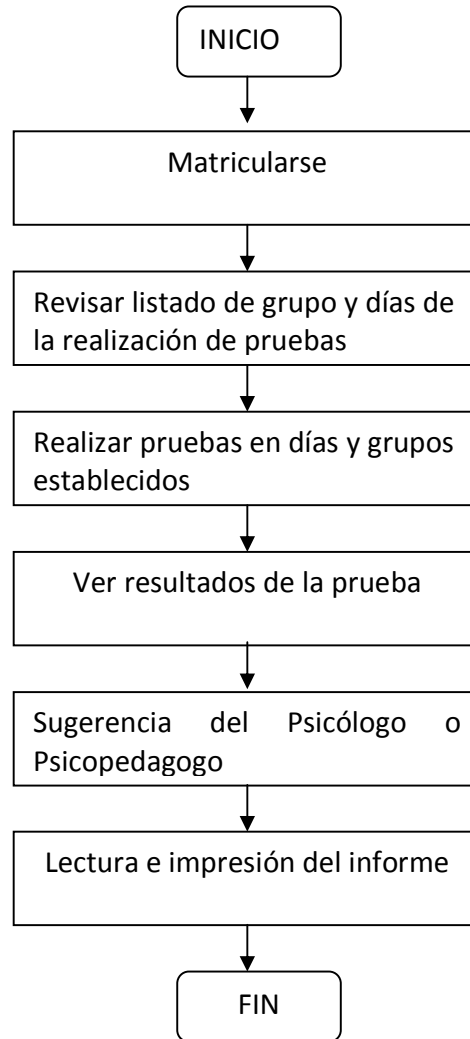 INICIO
Matricularse
Revisar listado de grupo y días de
la realización de pruebas
Realizar pruebas en días y grupos
establecidos
Ver resultados de la prueba
Sugerencia del Psicólogo o
Psicopedagogo
Lectura e impresión del informe
FIN